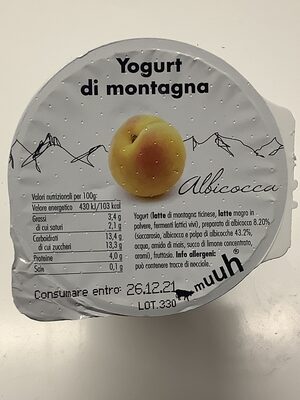 Yogurt
di montagna
Albicocca
Valori nutrizionali per 100g:
Valore energetico 430 kJ/103 kcal
Grassi 3,4 g
di cui saturi 2,1 g
Carboidrati 13,4 g
di cui zuccheri 13,3 g
Proteine 4,0 g
Sale 0,1 g
Yogurt (latte di montagna ticinese, latte magro in
polvere, fermenti lattici vivi), preparato di albicocche 8.20%
(succarosio, albicocca e polpa di albicocche 43.2%,
acqua, amido di mais, succo di limone concentrato,
aromi), fruttosio. Info allergeni:
può contenere tracce di nocciole.
Consumare entro: 26.12.21
LOT.330
muuh®